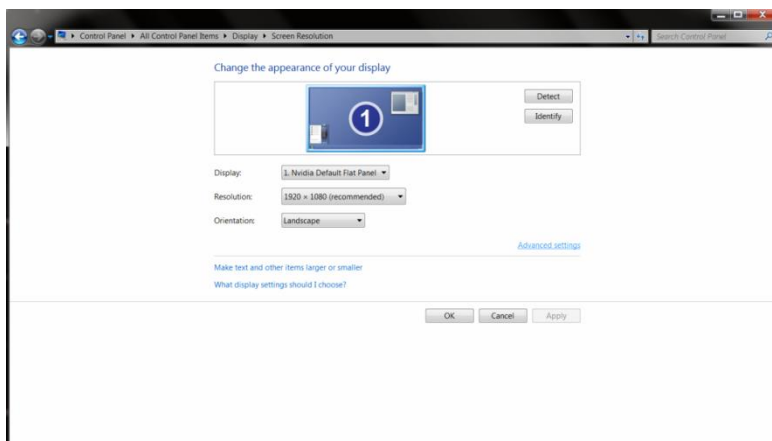 Control Panel ▸ All Control Panel Items ▸ Display ▸ Screen Resolution
Search Control Panel
Change the appearance of your display
1
Detect
Identify
Display: 1. Nvidia Default Flat Panel
Resolution: 1920 × 1080 (recommended)
Orientation: Landscape
Advanced settings
Make text and other items larger or smaller
What display settings should I choose?
OK Cancel Apply